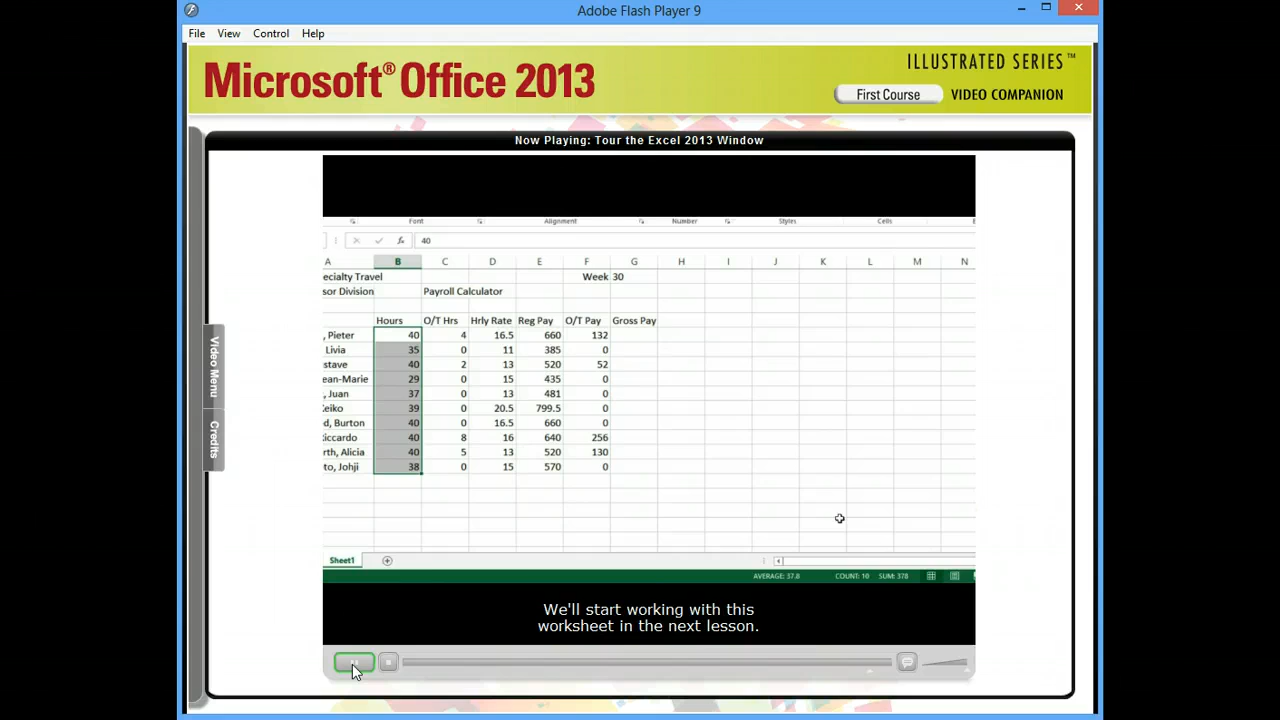 Adobe Flash Player 9
File View Control Help
Microsoft® Office 2013
ILLUSTRATED SERIES™
First Course VIDEO COMPANION
Now Playing: Tour the Excel 2013 Window
Video Menu
Credits
Font Alignment Number Styles Cells
fx 40
A B C D E F G H I J K L M N
ecialty Travel Week 30
sor Division Payroll Calculator
Hours O/T Hrs Hrly Rate Reg Pay O/T Pay Gross Pay
, Pieter 40 4 16.5 660 132
Livia 35 0 11 385 0
stave 40 2 13 520 52
ean-Marie 29 0 15 435 0
, Juan 37 0 13 481 0
Keiko 39 0 20.5 799.5 0
d, Burton 40 0 16.5 660 0
Riccardo 40 8 16 640 256
rth, Alicia 40 5 13 520 130
to, Johji 38 0 15 570 0
Sheet1
AVERAGE: 37.8 COUNT: 10 SUM: 378
We'll start working with this
worksheet in the next lesson.